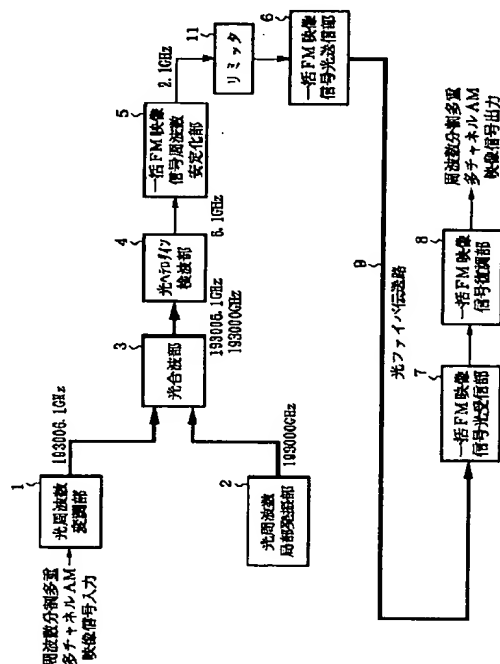 周波数分割多重
多チャネルAM
映像信号入力
1
光周波数
変調部
193006.1GHz
2
光周波数
局部発振部
193000GHz
3
光合波部
193006.1GHz
193000GHz
4
光ヘテロダイン
検波部
6.1GHz
5
一括FM映像
信号周波数
安定化部
2.1GHz
11
リミッタ
6
一括FM映像
信号光送信部
9
光ファイバ伝送路
7
一括FM映像
信号光受信部
8
一括FM映像
信号復調部
周波数分割多重
多チャネルAM
映像信号出力